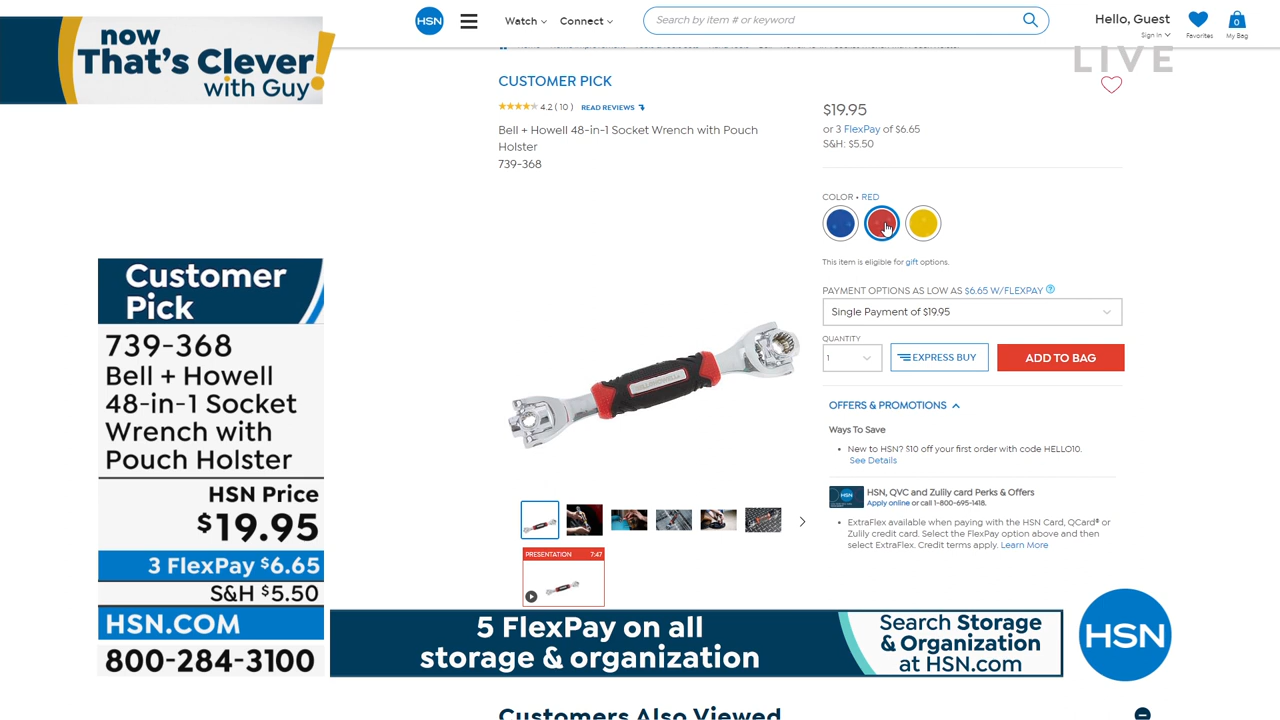 now
That's Clever!
with Guy
HSN
Watch
Connect
Search by item # or keyword
Hello, Guest
Sign in
Favorites
0
My Bag
LIVE
CUSTOMER PICK
4.2 (10) READ REVIEWS
Bell + Howell 48-in-1 Socket Wrench with Pouch
Holster
739-368
$19.95
or 3 FlexPay of $6.65
S&H: $5.50
COLOR • RED
This item is eligible for gift options.
PAYMENT OPTIONS AS LOW AS $6.65 W/FLEXPAY ?
Single Payment of $19.95
QUANTITY
1
EXPRESS BUY
ADD TO BAG
OFFERS & PROMOTIONS
Ways To Save
• New to HSN? $10 off your first order with code HELLO10.
See Details
HSN, QVC and Zulily card Perks & Offers
Apply online or call 1-800-695-1418.
• ExtraFlex available when paying with the HSN Card, QCard® or
Zulily credit card. Select the FlexPay option above and then
select ExtraFlex. Credit terms apply. Learn More
PRESENTATION 7:47
Customer
Pick
739-368
Bell + Howell
48-in-1 Socket
Wrench with
Pouch Holster
HSN Price
$19.95
3 FlexPay $6.65
S&H $5.50
HSN.COM
800-284-3100
5 FlexPay on all
storage & organization
Search Storage
& Organization
at HSN.com
HSN
Customers Also Viewed